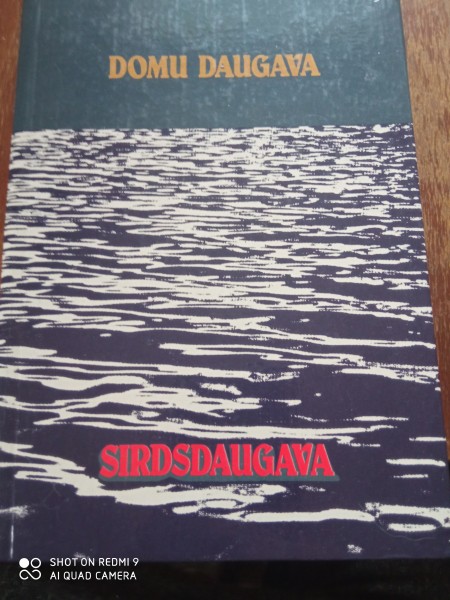 DOMU DAUGAVA
SIRDSDAUGAVA
SHOT ON REDMI 9
AI QUAD CAMERA